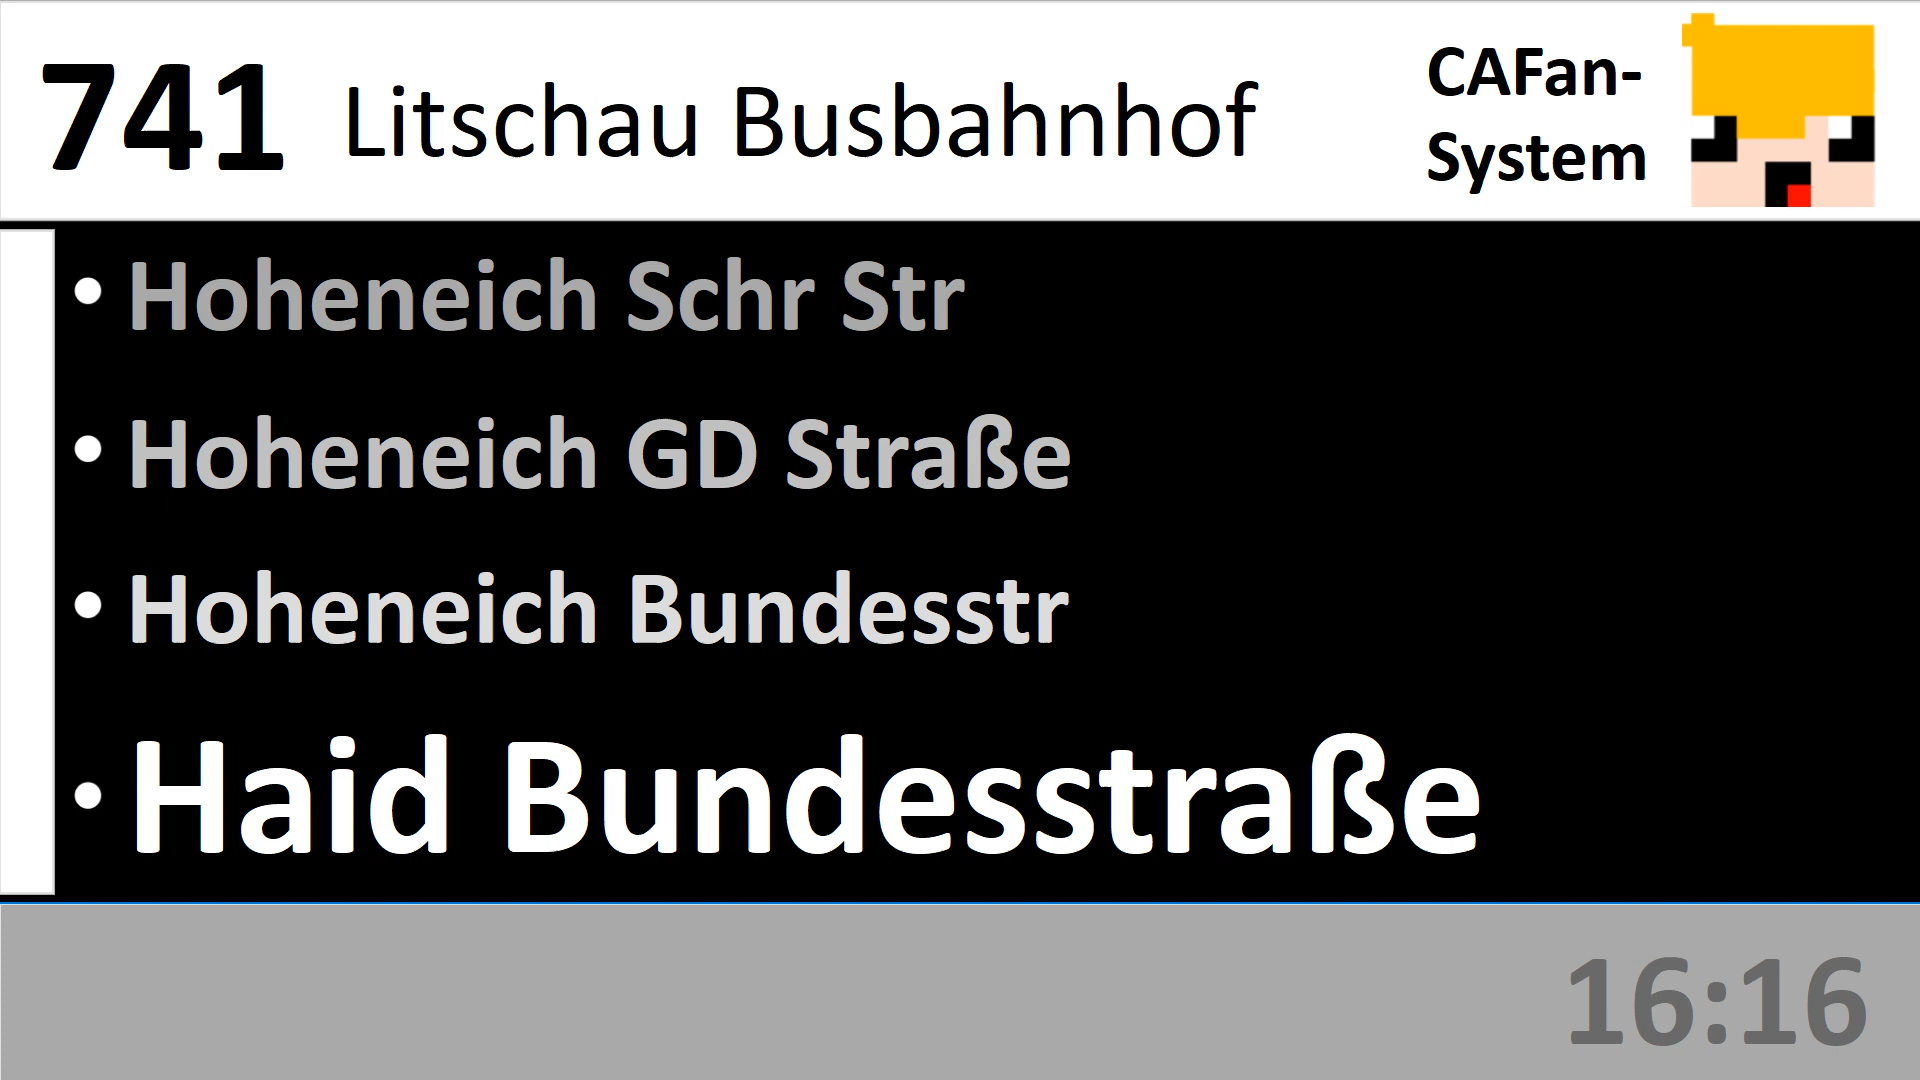 741 Litschau Busbahnhof
CAFan-
System
• Hoheneich Schr Str
• Hoheneich GD Straße
• Hoheneich Bundesstr
• Haid Bundesstraße
16:16